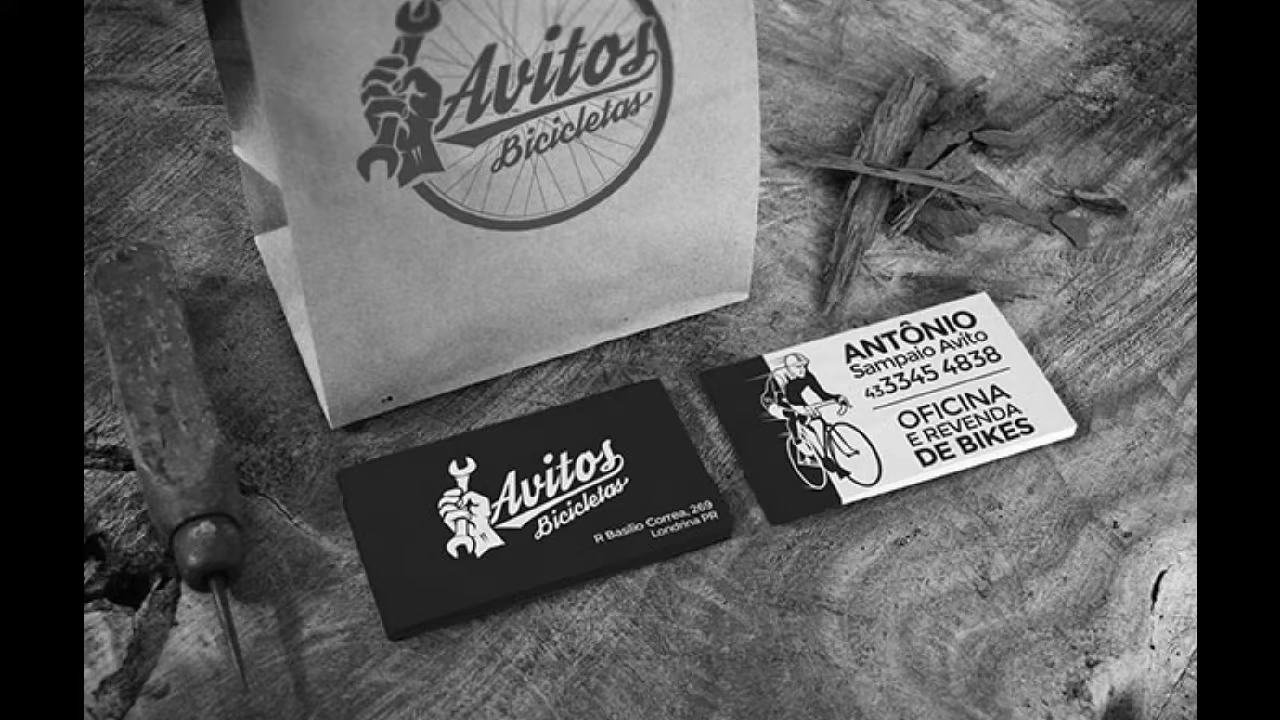 Avitos
Bicicletas
Avitos
Bicicletas
R Basílio Correa, 269
Londrina PR
ANTÔNIO
Sampaio Avito
43 3345 4838
OFICINA
E REVENDA
DE BIKES